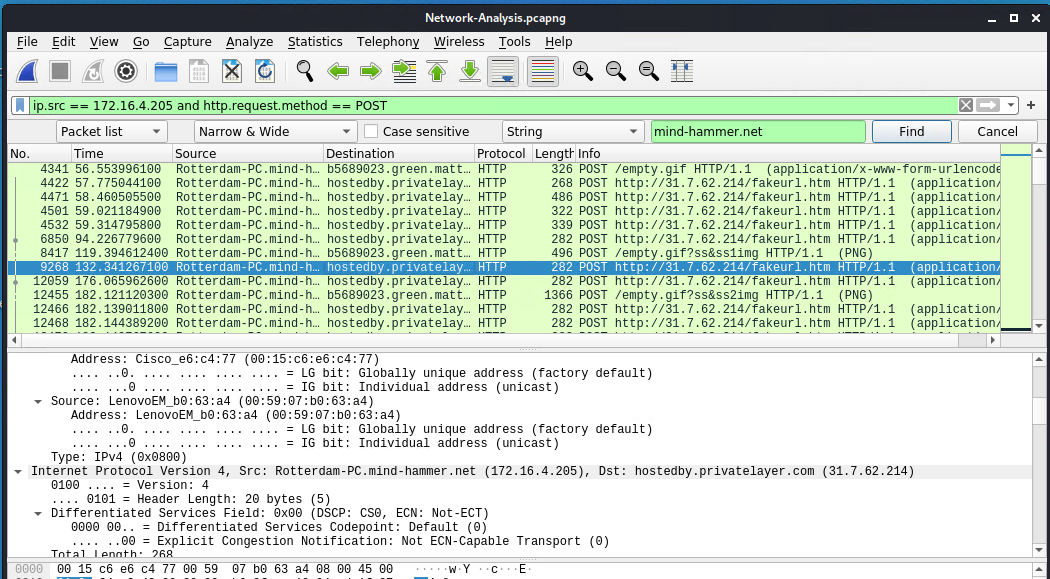 Network-Analysis.pcapng
File Edit View Go Capture Analyze Statistics Telephony Wireless Tools Help
ip.src == 172.16.4.205 and http.request.method == POST
Packet list Narrow & Wide Case sensitive String mind-hammer.net Find Cancel
No. Time Source Destination Protocol Length Info
4341 56.553996100 Rotterdam-PC.mind-h… b5689023.green.matt… HTTP 326 POST /empty.gif HTTP/1.1  (application/x-www-form-urlencode
4422 57.775044100 Rotterdam-PC.mind-h… hostedby.privatelay… HTTP 268 POST http://31.7.62.214/fakeurl.htm HTTP/1.1  (application/
4471 58.460505500 Rotterdam-PC.mind-h… hostedby.privatelay… HTTP 486 POST http://31.7.62.214/fakeurl.htm HTTP/1.1  (application/
4501 59.021184900 Rotterdam-PC.mind-h… hostedby.privatelay… HTTP 322 POST http://31.7.62.214/fakeurl.htm HTTP/1.1  (application/
4532 59.314795800 Rotterdam-PC.mind-h… hostedby.privatelay… HTTP 339 POST http://31.7.62.214/fakeurl.htm HTTP/1.1  (application/
6850 94.226779600 Rotterdam-PC.mind-h… hostedby.privatelay… HTTP 282 POST http://31.7.62.214/fakeurl.htm HTTP/1.1  (application/
8417 119.394612400 Rotterdam-PC.mind-h… b5689023.green.matt… HTTP 496 POST /empty.gif?ss&ss1img HTTP/1.1  (PNG)
9268 132.341267100 Rotterdam-PC.mind-h… hostedby.privatelay… HTTP 282 POST http://31.7.62.214/fakeurl.htm HTTP/1.1  (application/
12059 176.065962600 Rotterdam-PC.mind-h… hostedby.privatelay… HTTP 282 POST http://31.7.62.214/fakeurl.htm HTTP/1.1  (application/
12455 182.121120300 Rotterdam-PC.mind-h… b5689023.green.matt… HTTP 1366 POST /empty.gif?ss&ss2img HTTP/1.1  (PNG)
12466 182.139011800 Rotterdam-PC.mind-h… hostedby.privatelay… HTTP 282 POST http://31.7.62.214/fakeurl.htm HTTP/1.1  (application/
12468 182.144389200 Rotterdam-PC.mind-h… hostedby.privatelay… HTTP 282 POST http://31.7.62.214/fakeurl.htm HTTP/1.1  (application/
Address: Cisco_e6:c4:77 (00:15:c6:e6:c4:77)
.... ..0. .... .... .... .... = LG bit: Globally unique address (factory default)
.... ...0 .... .... .... .... = IG bit: Individual address (unicast)
Source: LenovoEM_b0:63:a4 (00:59:07:b0:63:a4)
Address: LenovoEM_b0:63:a4 (00:59:07:b0:63:a4)
.... ..0. .... .... .... .... = LG bit: Globally unique address (factory default)
.... ...0 .... .... .... .... = IG bit: Individual address (unicast)
Type: IPv4 (0x0800)
Internet Protocol Version 4, Src: Rotterdam-PC.mind-hammer.net (172.16.4.205), Dst: hostedby.privatelayer.com (31.7.62.214)
0100 .... = Version: 4
.... 0101 = Header Length: 20 bytes (5)
Differentiated Services Field: 0x00 (DSCP: CS0, ECN: Not-ECT)
0000 00.. = Differentiated Services Codepoint: Default (0)
.... ..00 = Explicit Congestion Notification: Not ECN-Capable Transport (0)
Total Length: 268
0000 00 15 c6 e6 c4 77 00 59 07 b0 63 a4 08 00 45 00 ·····w·Y ··c···E·